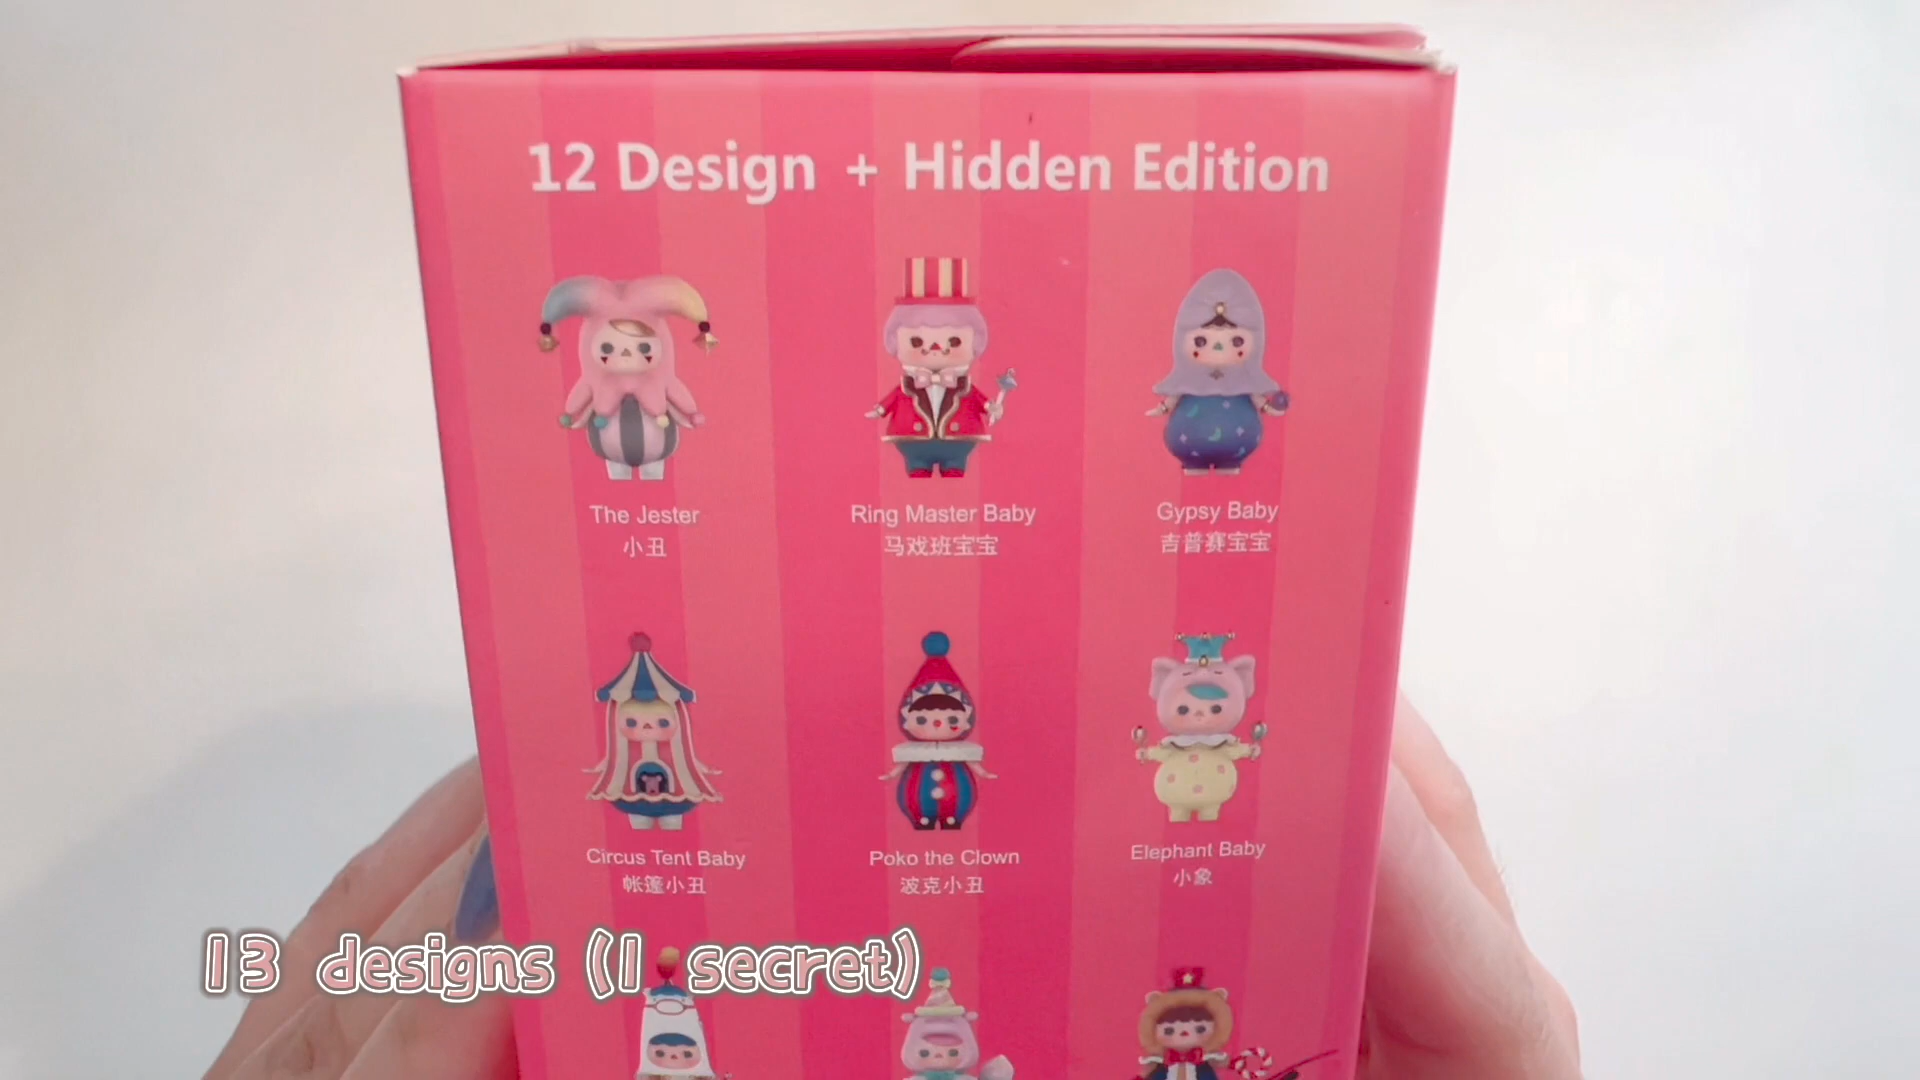 12 Design + Hidden Edition
The Jester
小丑
Ring Master Baby
马戏班宝宝
Gypsy Baby
吉普赛宝宝
Circus Tent Baby
帐篷小丑
Poko the Clown
波克小丑
Elephant Baby
小象
13 designs (1 secret)